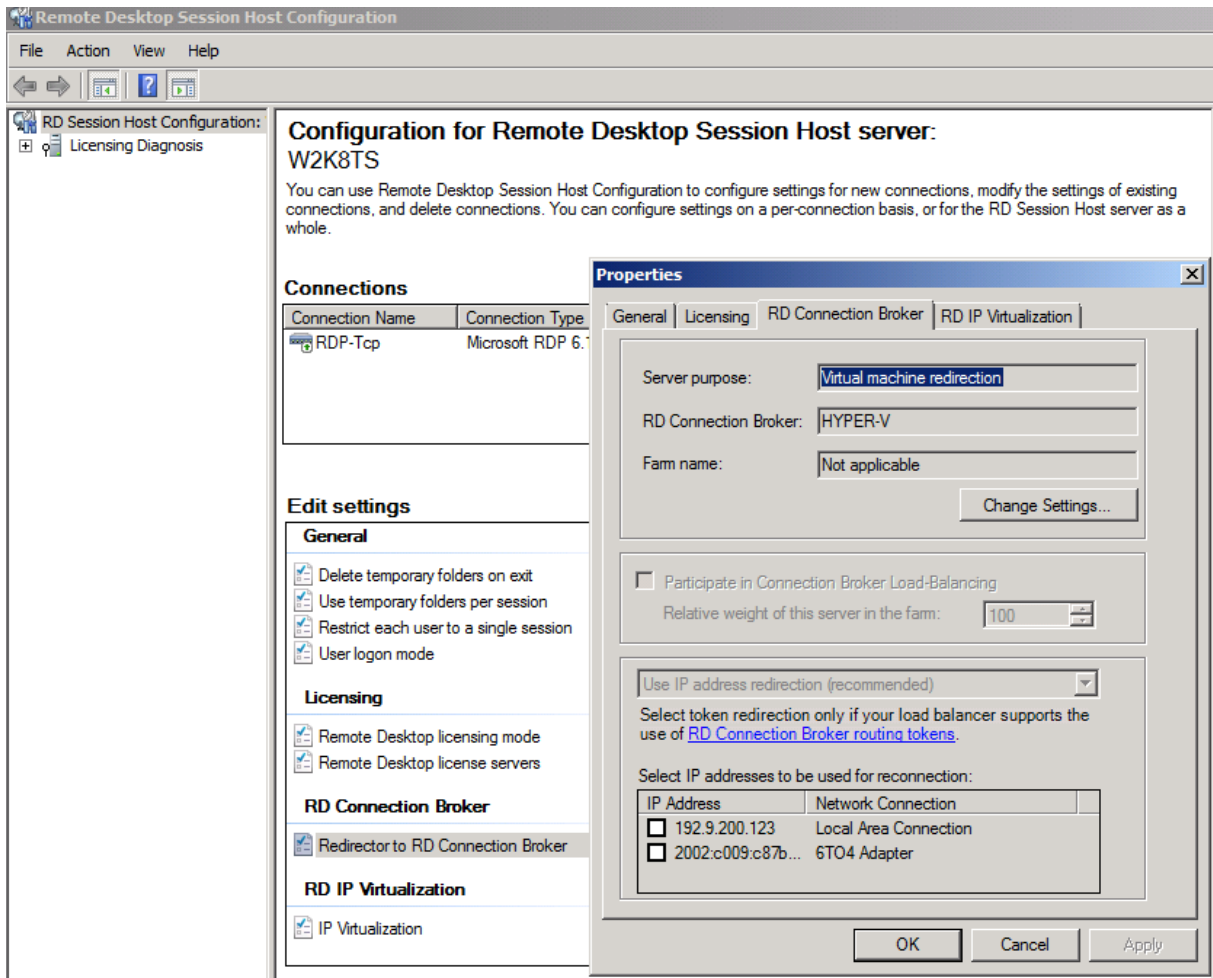 Remote Desktop Session Host Configuration
File Action View Help
RD Session Host Configuration:
Licensing Diagnosis
Configuration for Remote Desktop Session Host server:
W2K8TS
You can use Remote Desktop Session Host Configuration to configure settings for new connections, modify the settings of existing
connections, and delete connections. You can configure settings on a per-connection basis, or for the RD Session Host server as a
whole.
Connections
Connection Name Connection Type
RDP-Tcp Microsoft RDP 6.1
Edit settings
General
Delete temporary folders on exit
Use temporary folders per session
Restrict each user to a single session
User logon mode
Licensing
Remote Desktop licensing mode
Remote Desktop license servers
RD Connection Broker
Redirector to RD Connection Broker
RD IP Virtualization
IP Virtualization
Properties
General Licensing RD Connection Broker RD IP Virtualization
Server purpose: Virtual machine redirection
RD Connection Broker: HYPER-V
Farm name: Not applicable
Change Settings...
Participate in Connection Broker Load-Balancing
Relative weight of this server in the farm: 100
Use IP address redirection (recommended)
Select token redirection only if your load balancer supports the
use of RD Connection Broker routing tokens.
Select IP addresses to be used for reconnection:
IP Address Network Connection
192.9.200.123 Local Area Connection
2002:c009:c87b... 6TO4 Adapter
OK Cancel Apply